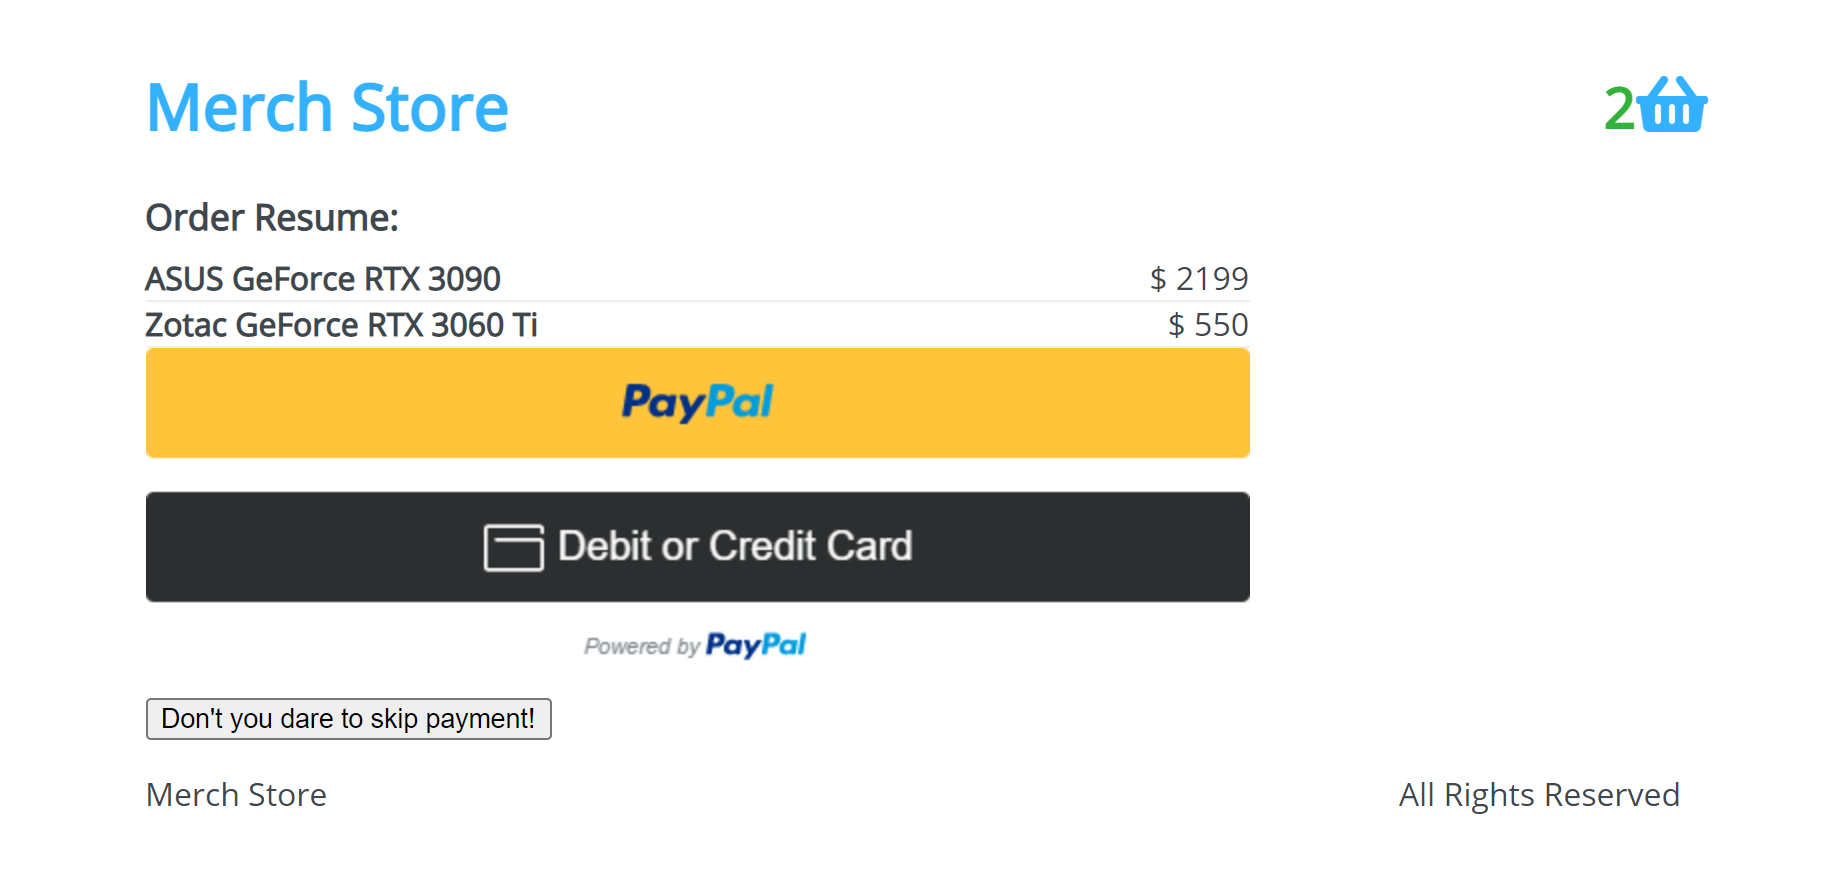 Merch Store
2
Order Resume:
ASUS GeForce RTX 3090 $ 2199
Zotac GeForce RTX 3060 Ti $ 550
PayPal
Debit or Credit Card
Powered by PayPal
Don't you dare to skip payment!
Merch Store All Rights Reserved